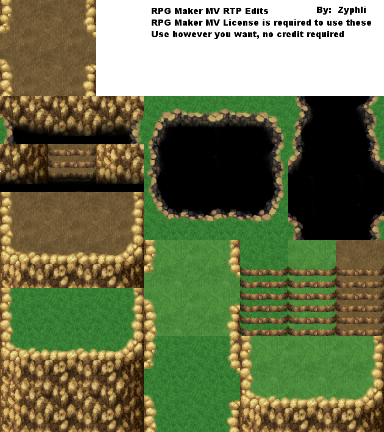 RPG Maker MV RTP Edits By: Zyphli
RPG Maker MV License is required to use these
Use however you want, no credit required